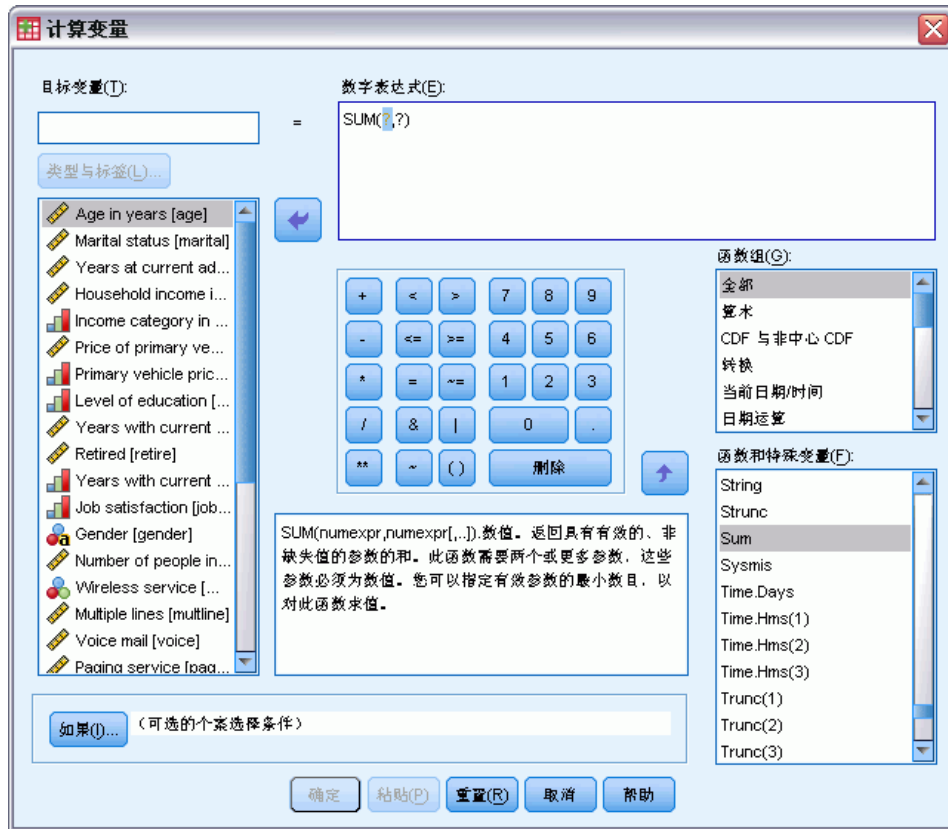 计算变量
目标变量(T):
数字表达式(E):
=
SUM(?,?)
类型与标签(L)...
Age in years [age]
Marital status [marital]
Years at current ad...
Household income i...
Income category in ...
Price of primary ve...
Primary vehicle pric...
Level of education [...
Years with current ...
Retired [retire]
Years with current ...
Job satisfaction [job...
Gender [gender]
Number of people in...
Wireless service [...
Multiple lines [multline]
Voice mail [voice]
Paging service [pag...
+ < > 7 8 9
- <= >= 4 5 6
* = ~= 1 2 3
/ & | 0 .
** ~ ( ) 删除
函数组(G):
全部
算术
CDF 与非中心 CDF
转换
当前日期/时间
日期运算
函数和特殊变量(F):
String
Strunc
Sum
Sysmis
Time.Days
Time.Hms(1)
Time.Hms(2)
Time.Hms(3)
Trunc(1)
Trunc(2)
Trunc(3)
SUM(numexpr,numexpr[,..]).数值。返回具有有效的、非
缺失值的参数的和。此函数需要两个或更多参数，这些
参数必须为数值。您可以指定有效参数的最小数目，以
对此函数求值。
如果(I)...
（可选的个案选择条件）
确定
粘贴(P)
重置(R)
取消
帮助